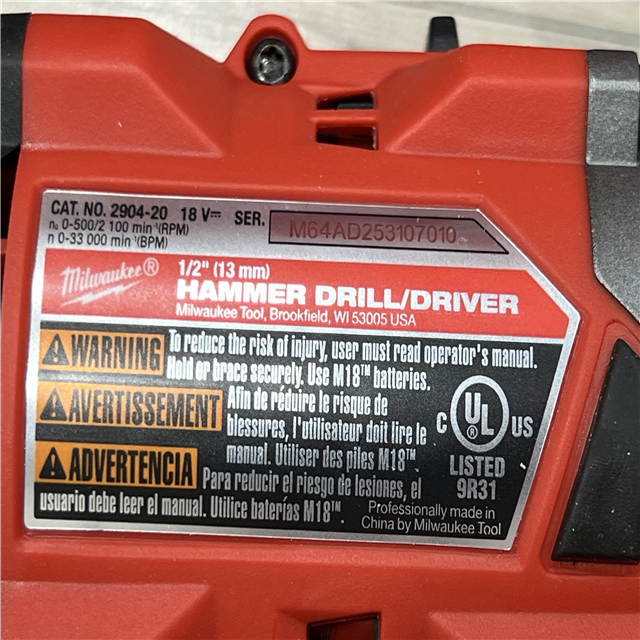 CAT. NO. 2904-20 18 V⎓ SER. M64AD253107010
n₀ 0-500/2 100 min⁻¹(RPM)
n 0-33 000 min⁻¹(BPM)
Milwaukee®
1/2" (13 mm)
HAMMER DRILL/DRIVER
Milwaukee Tool, Brookfield, WI 53005 USA
WARNING To reduce the risk of injury, user must read operator's manual.
Hold or brace securely. Use M18™ batteries.
AVERTISSEMENT Afin de réduire le risque de
blessures, l'utilisateur doit lire le
manual. Utiliser des piles M18™.
ADVERTENCIA Para reducir el riesgo de lesiones, el
usuario debe leer el manual. Utilice baterías M18™.
C UL® US
LISTED
9R31
Professionally made in
China by Milwaukee Tool